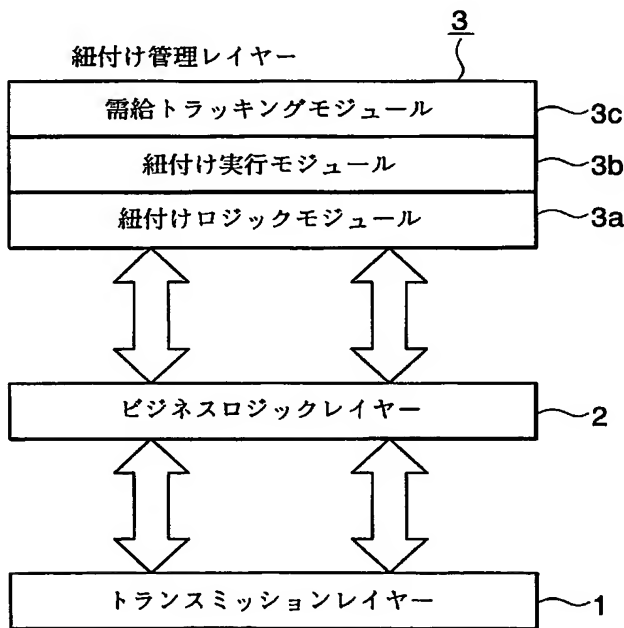 3
紐付け管理レイヤー
需給トラッキングモジュール
3c
紐付け実行モジュール
3b
紐付けロジックモジュール
3a
ビジネスロジックレイヤー
2
トランスミッションレイヤー
1